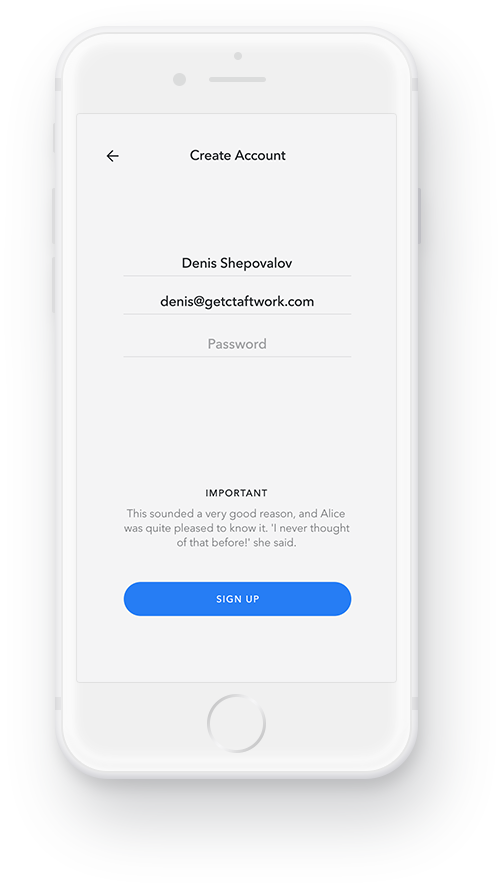 Create Account
Denis Shepovalov
denis@getctaftwork.com
Password
IMPORTANT
This sounded a very good reason, and Alice
was quite pleased to know it. 'I never thought
of that before!' she said.
SIGN UP